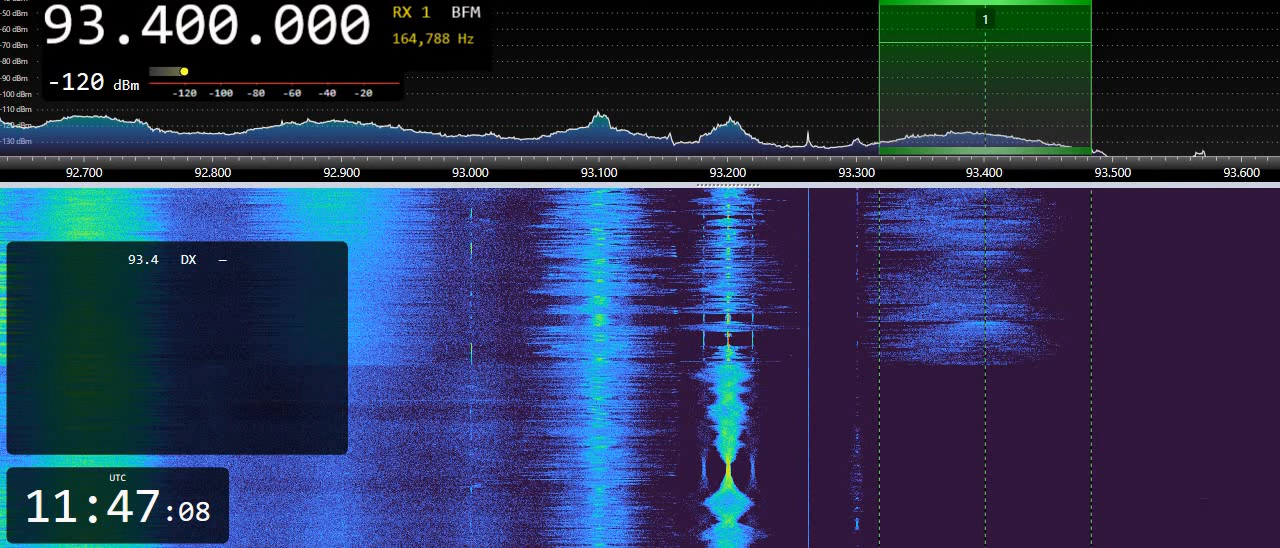 -50 dBm
-60 dBm
-70 dBm
-80 dBm
-90 dBm
-100 dBm
-110 dBm
-130 dBm
93.400.000
RX 1 BFM
164,788 Hz
-120 dBm
-120 -100 -80 -60 -40 -20
1
92.700 92.800 92.900 93.000 93.100 93.200 93.300 93.400 93.500 93.600
93.4 DX —
UTC
11:47:08